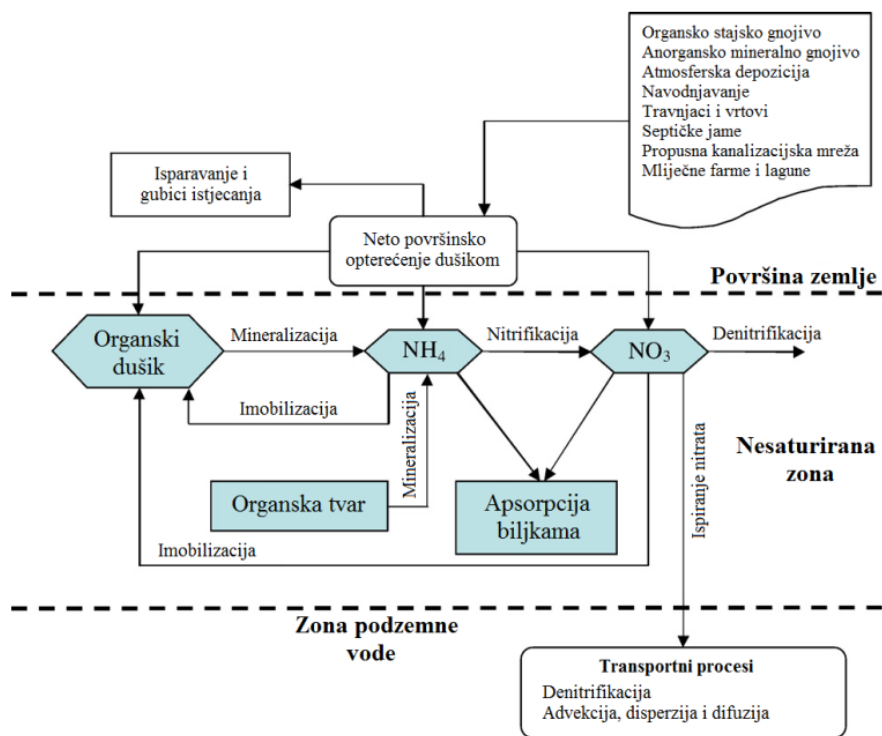 Organsko stajsko gnojivo
Anorgansko mineralno gnojivo
Atmosferska depozicija
Navodnjavanje
Travnjaci i vrtovi
Septičke jame
Propusna kanalizacijska mreža
Mliječne farme i lagune
Isparavanje i
gubici istjecanja
Neto površinsko
opterećenje dušikom
Površina zemlje
Organski
dušik
Mineralizacija
NH₄
Nitrifikacija
NO₃
Denitrifikacija
Imobilizacija
Mineralizacija
Ispiranje nitrata
Nesaturirana
zona
Organska tvar
Apsorpcija
biljkama
Imobilizacija
Zona podzemne
vode
Transportni procesi
Denitrifikacija
Advekcija, disperzija i difuzija